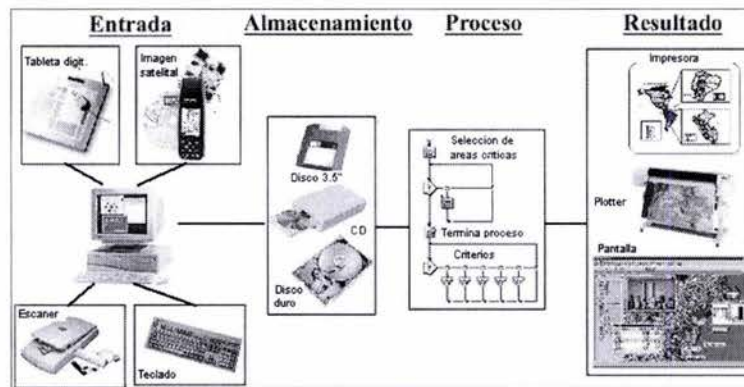 Entrada
Almacenamiento
Proceso
Resultado
Tableta digit.
Imagen
satelital
Escaner
Teclado
Disco 3.5"
CD
Disco
duro
Seleccion de
areas criticas
Termina proceso
Criterios
Impresora
Plotter
Pantalla